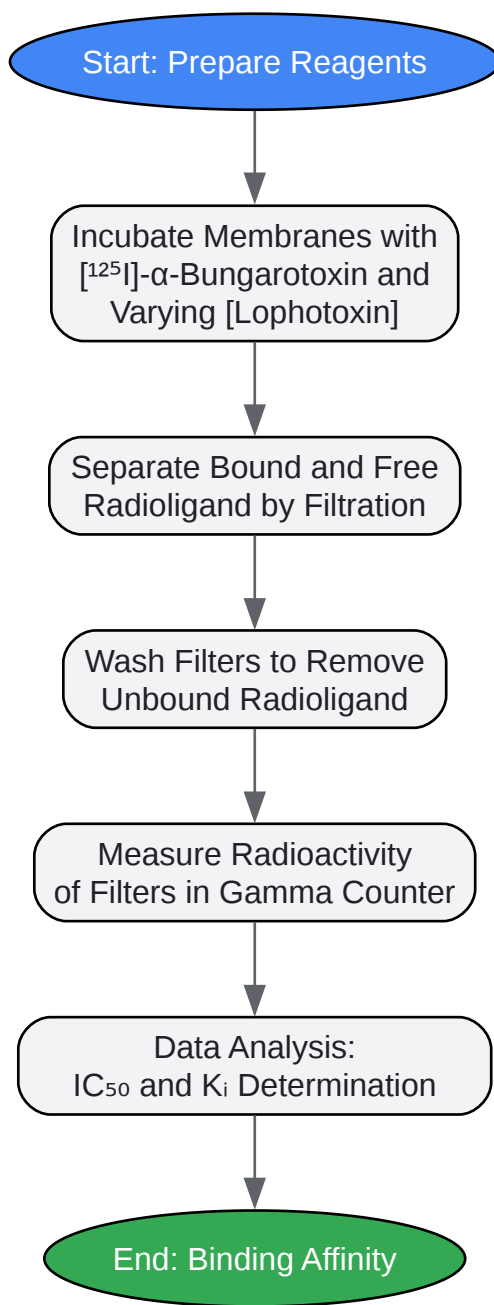 Start: Prepare Reagents
Incubate Membranes with
[¹²⁵I]-α-Bungarotoxin and
Varying [Lophotoxin]
Separate Bound and Free
Radioligand by Filtration
Wash Filters to Remove
Unbound Radioligand
Measure Radioactivity
of Filters in Gamma Counter
Data Analysis:
IC₅₀ and Kᵢ Determination
End: Binding Affinity